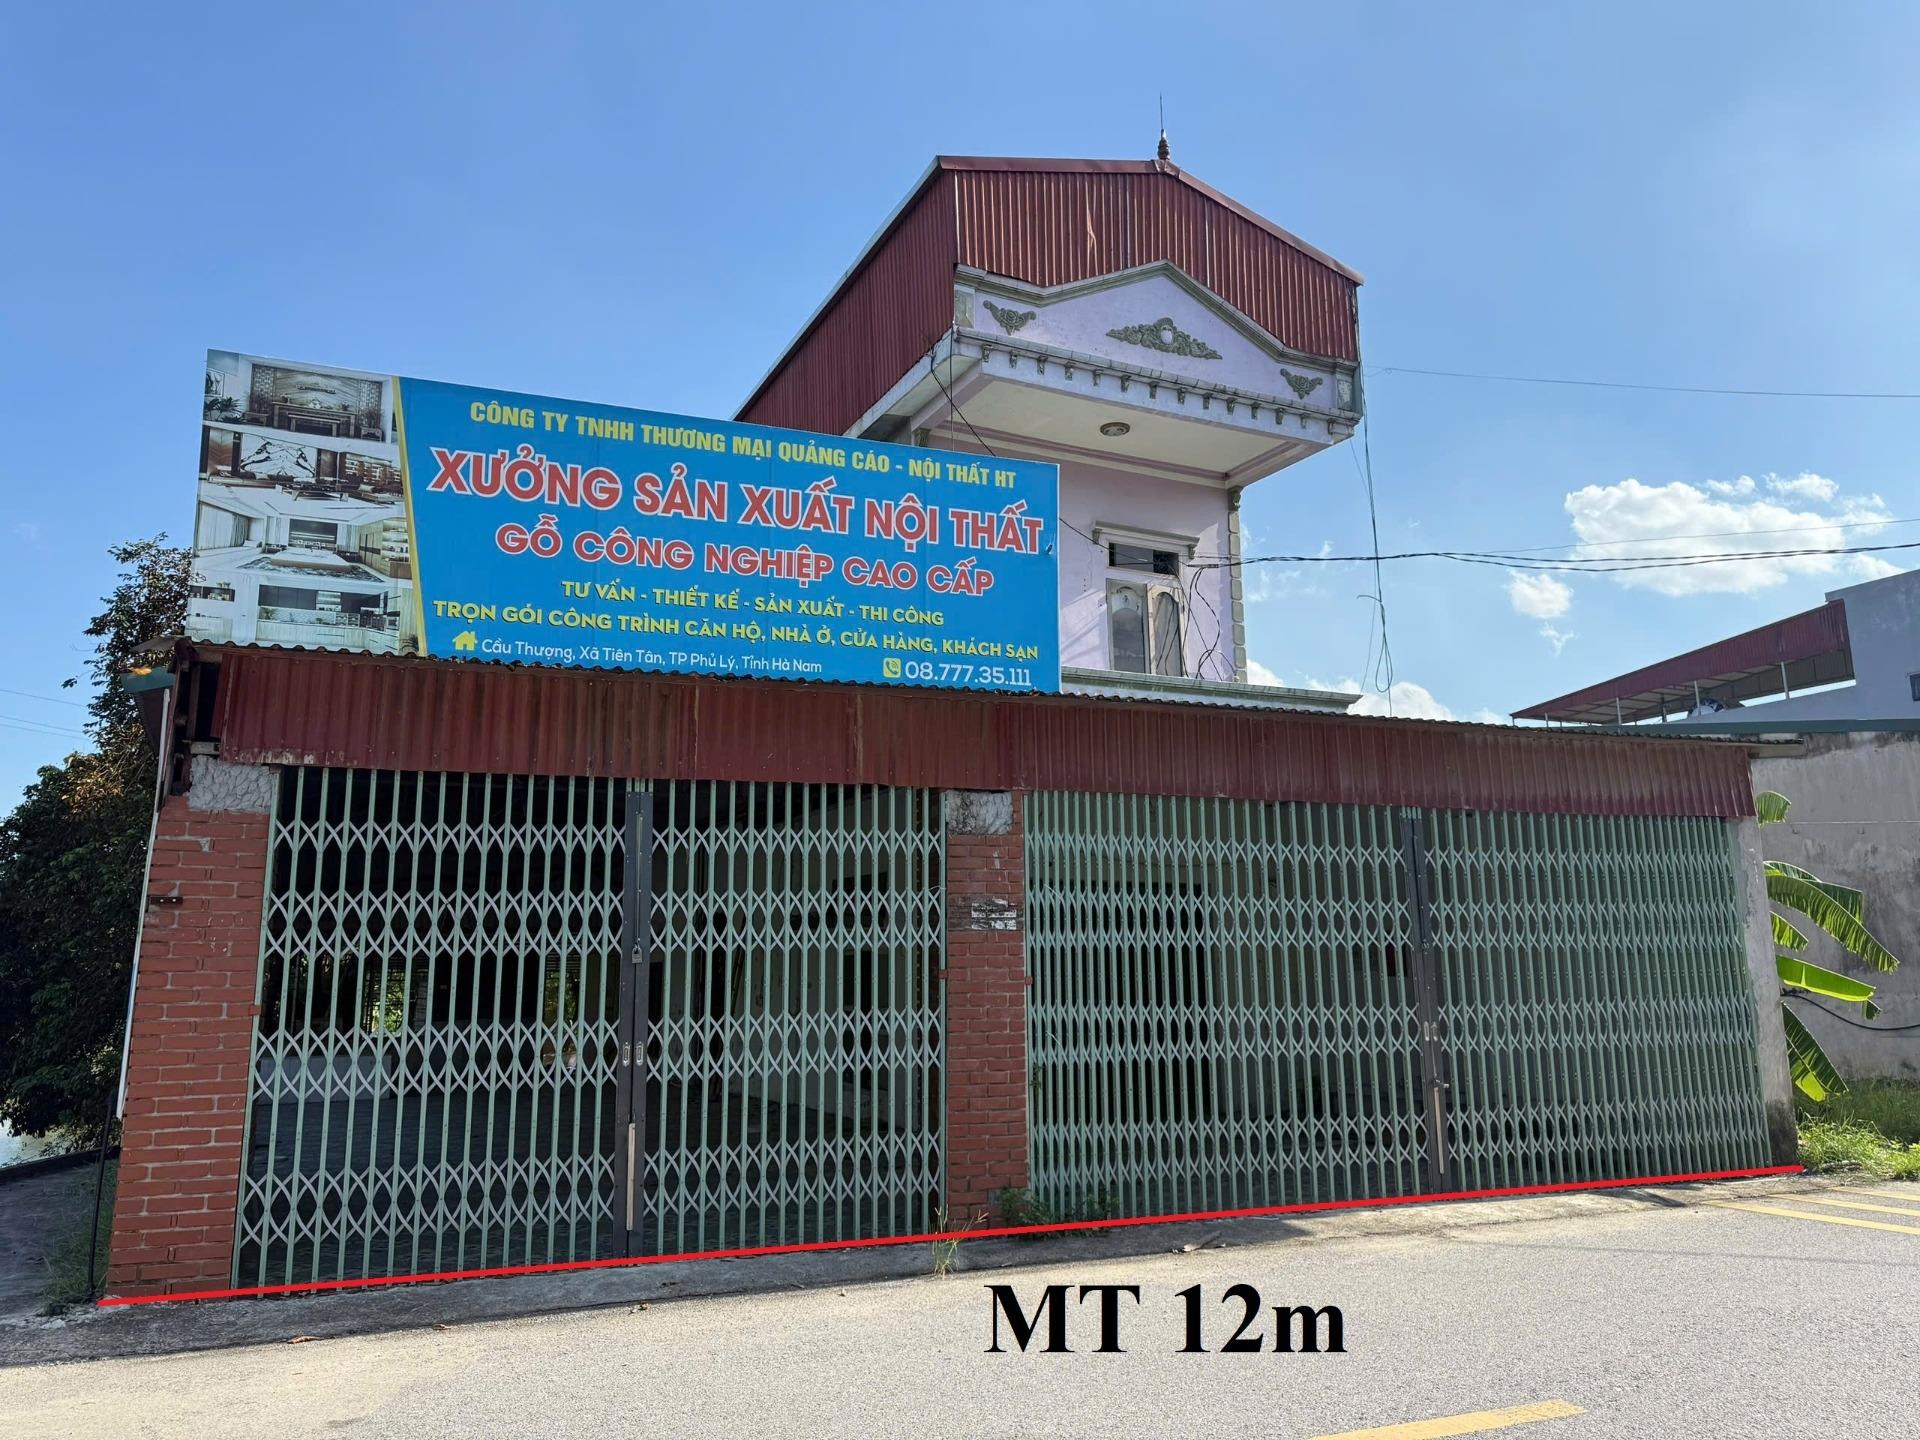 CÔNG TY TNHH THƯƠNG MẠI QUẢNG CÁO - NỘI THẤT HT
XƯỞNG SẢN XUẤT NỘI THẤT
GỖ CÔNG NGHIỆP CAO CẤP
TƯ VẤN - THIẾT KẾ - SẢN XUẤT - THI CÔNG
TRỌN GÓI CÔNG TRÌNH CĂN HỘ, NHÀ Ở, CỬA HÀNG, KHÁCH SẠN
Cầu Thượng, Xã Tiên Tân, TP Phủ Lý, Tỉnh Hà Nam
08.777.35.111
MT 12m